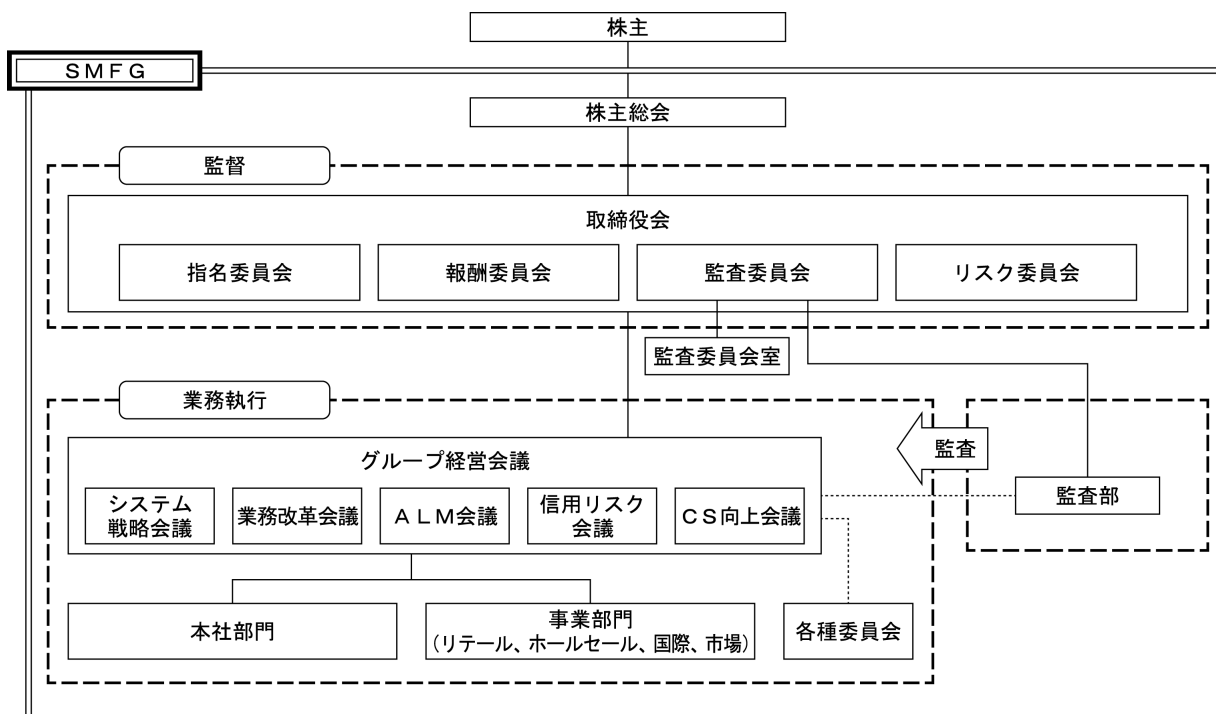 株主
ＳＭＦＧ
株主総会
監督
取締役会
指名委員会
報酬委員会
監査委員会
リスク委員会
監査委員会室
業務執行
監査
グループ経営会議
システム
戦略会議
業務改革会議
ＡＬＭ会議
信用リスク
会議
ＣＳ向上会議
監査部
本社部門
事業部門
（リテール、ホールセール、国際、市場）
各種委員会